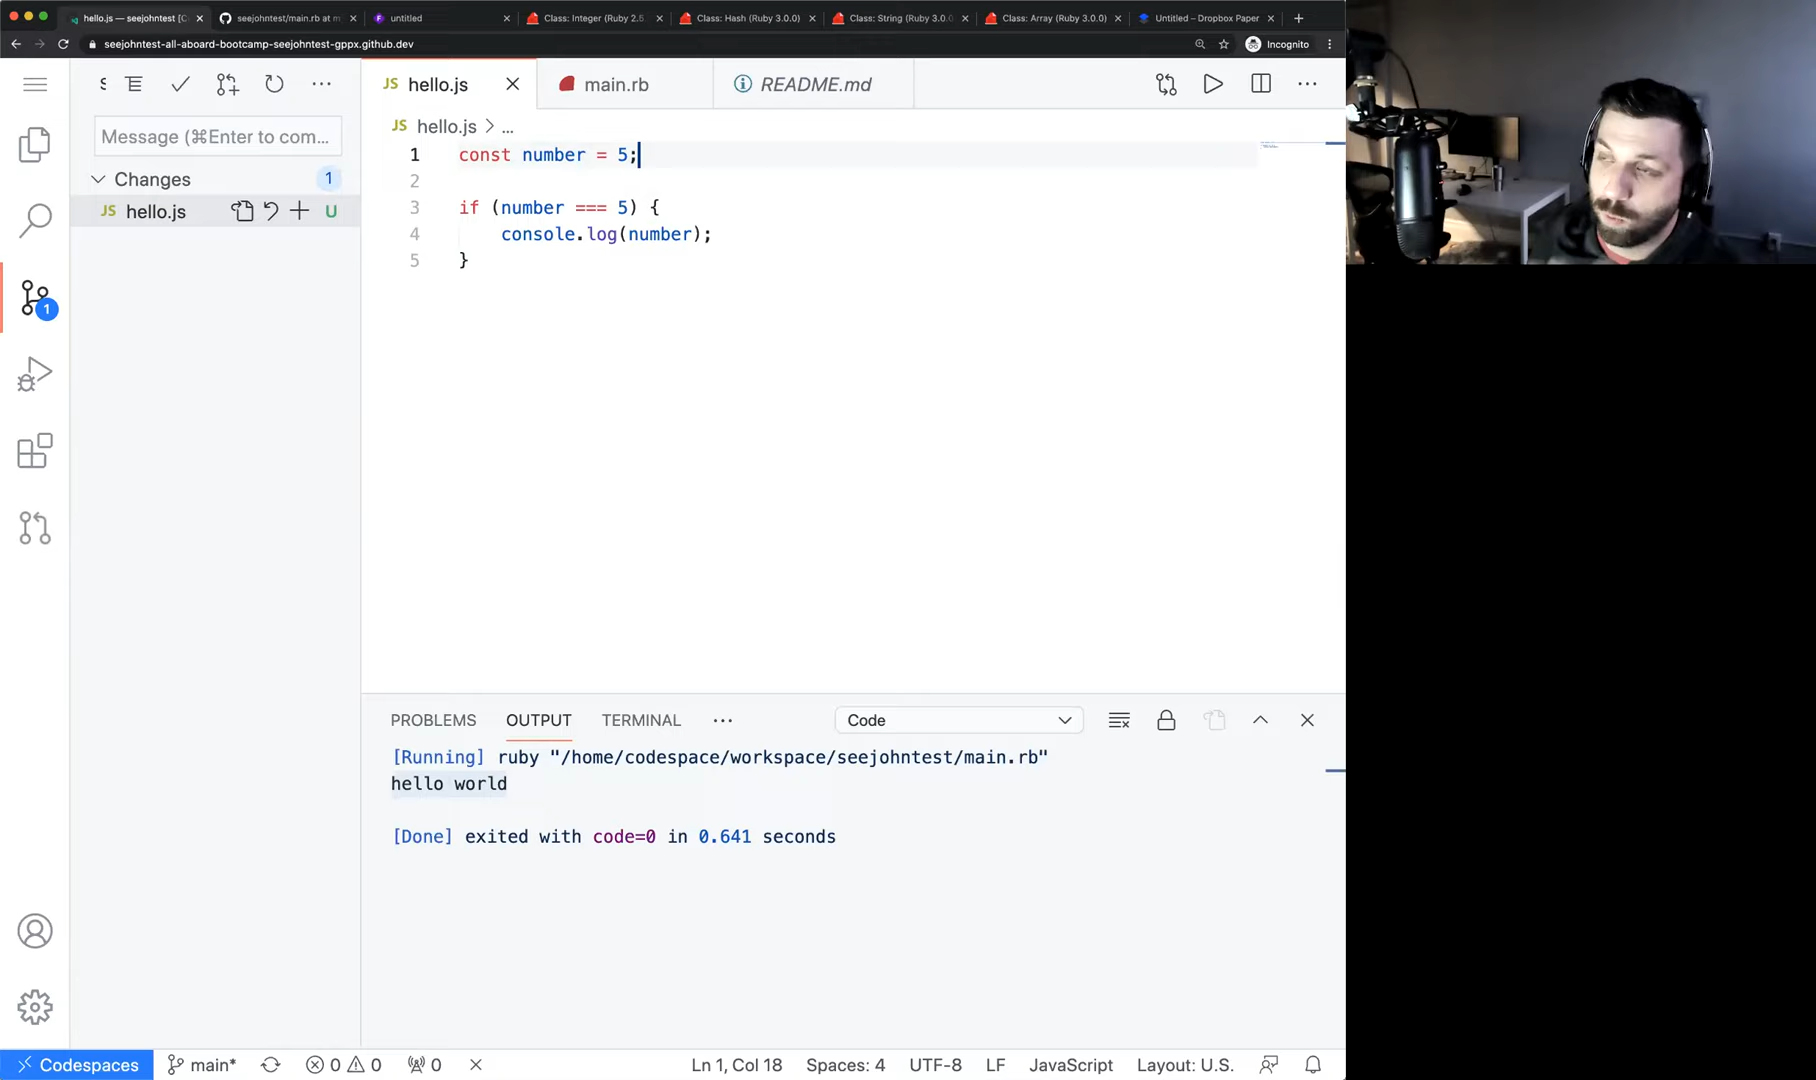 hello.js — seejohntest [C
seejohntest/main.rb at m
untitled
Class: Integer (Ruby 2.6.
Class: Hash (Ruby 3.0.0)
Class: String (Ruby 3.0.0
Class: Array (Ruby 3.0.0)
Untitled – Dropbox Paper
seejohntest-all-aboard-bootcamp-seejohntest-gppx.github.dev
Incognito
JS hello.js
main.rb
README.md
Message (⌘Enter to com...
JS hello.js > ...
Changes 1
JS hello.js U
1
1 const number = 5;
2
3 if (number === 5) {
4 console.log(number);
5 }
PROBLEMS OUTPUT TERMINAL ...
Code
[Running] ruby "/home/codespace/workspace/seejohntest/main.rb"
hello world
[Done] exited with code=0 in 0.641 seconds
Codespaces main* 0 0 0 Ln 1, Col 18 Spaces: 4 UTF-8 LF JavaScript Layout: U.S.